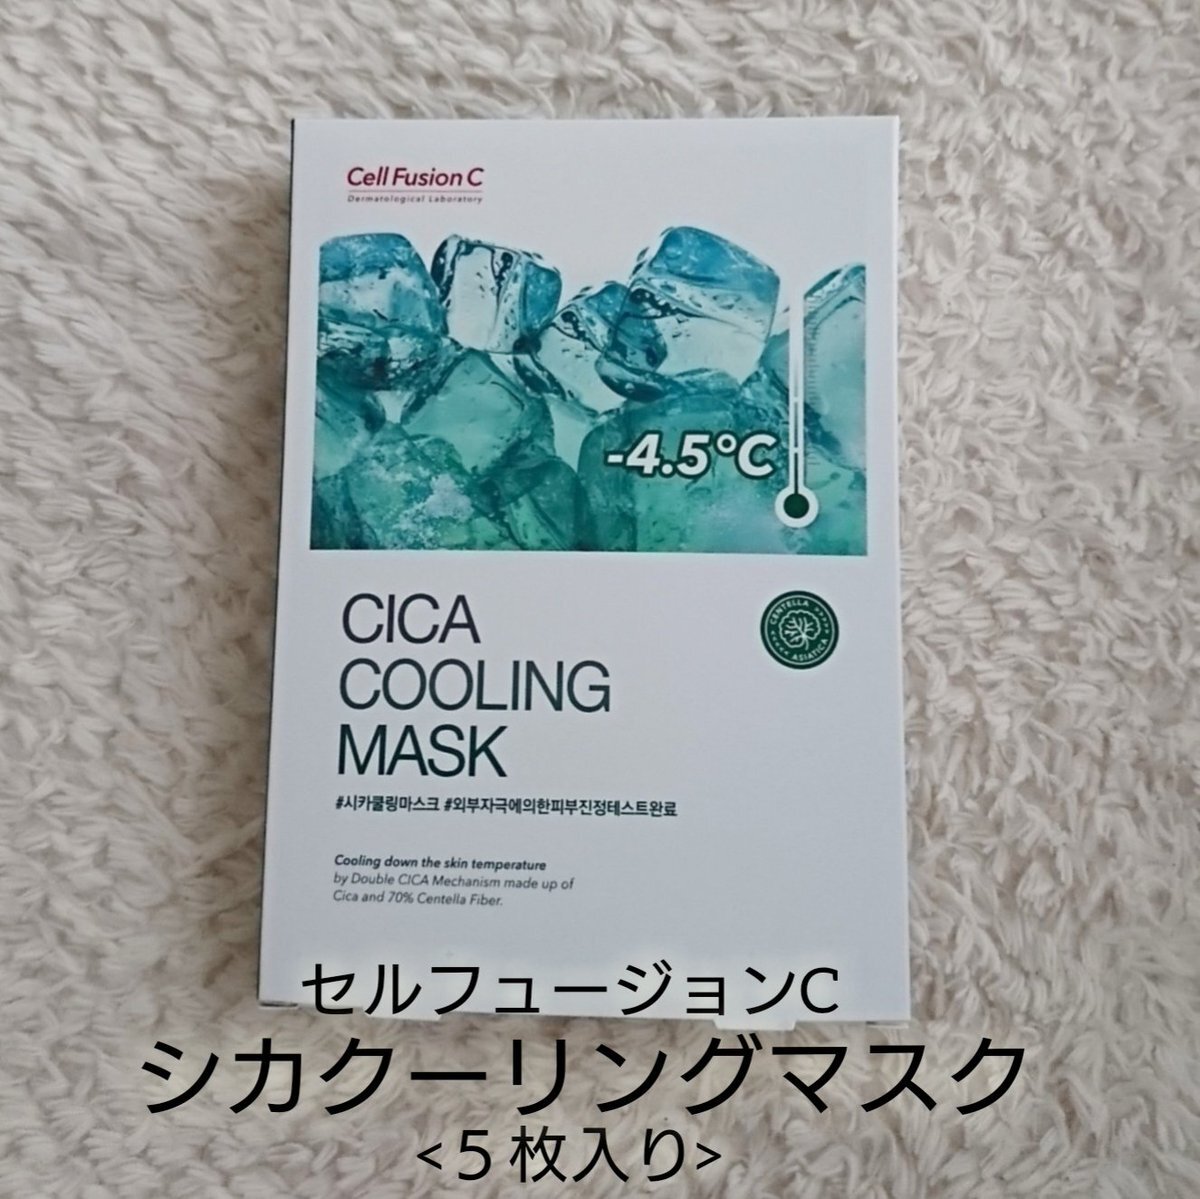 Cell Fusion C
Dermatological Laboratory
-4.5°C
CICA
COOLING
MASK
CENTELLA
ASIATICA
#시카쿨링마스크 #외부자극에의한피부진정테스트완료
Cooling down the skin temperature
by Double CICA Mechanism made up of
Cica and 70% Centella Fiber.
セルフュージョンC
シカクーリングマスク
<５枚入り>